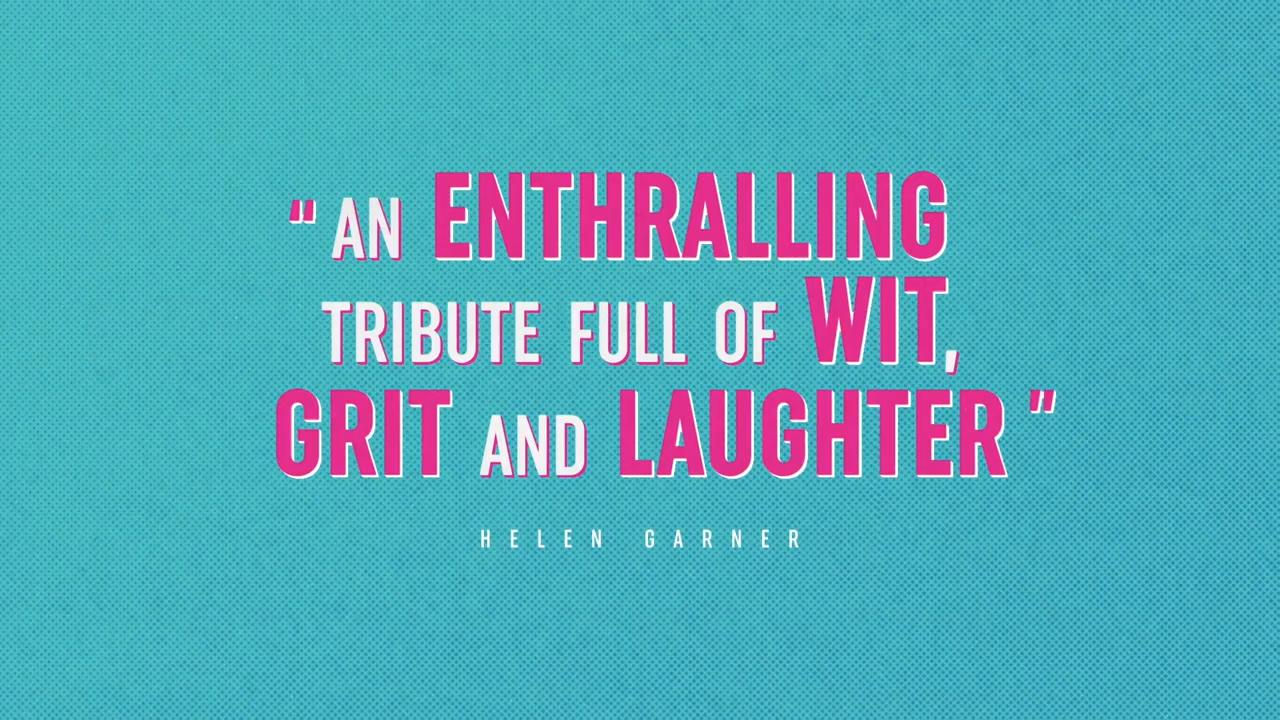 "AN ENTHRALLING
TRIBUTE FULL OF WIT,
GRIT AND LAUGHTER"
HELEN GARNER